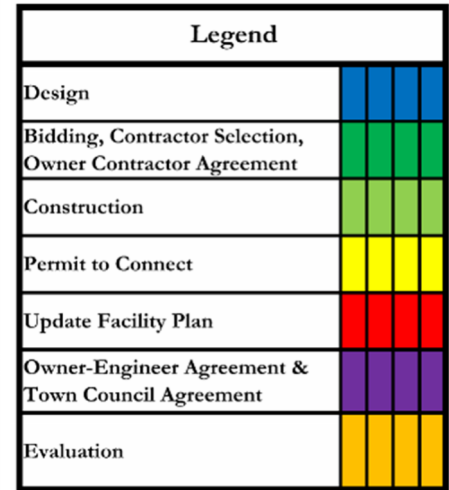 Legend
Design
Bidding, Contractor Selection,
Owner Contractor Agreement
Construction
Permit to Connect
Update Facility Plan
Owner-Engineer Agreement &
Town Council Agreement
Evaluation